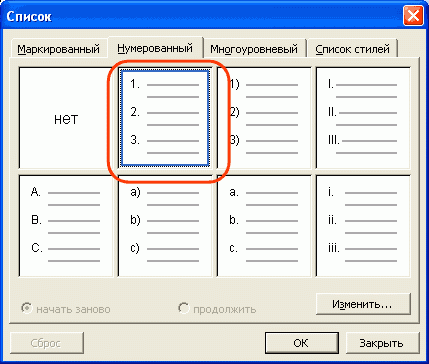 Список
Маркированный Нумерованный Многоуровневый Список стилей
нет
1.
2.
3.
1)
2)
3)
I.
II.
III.
A.
B.
C.
a)
b)
c)
a.
b.
c.
i.
ii.
iii.
начать заново продолжить Изменить...
Сброс ОК Закрыть